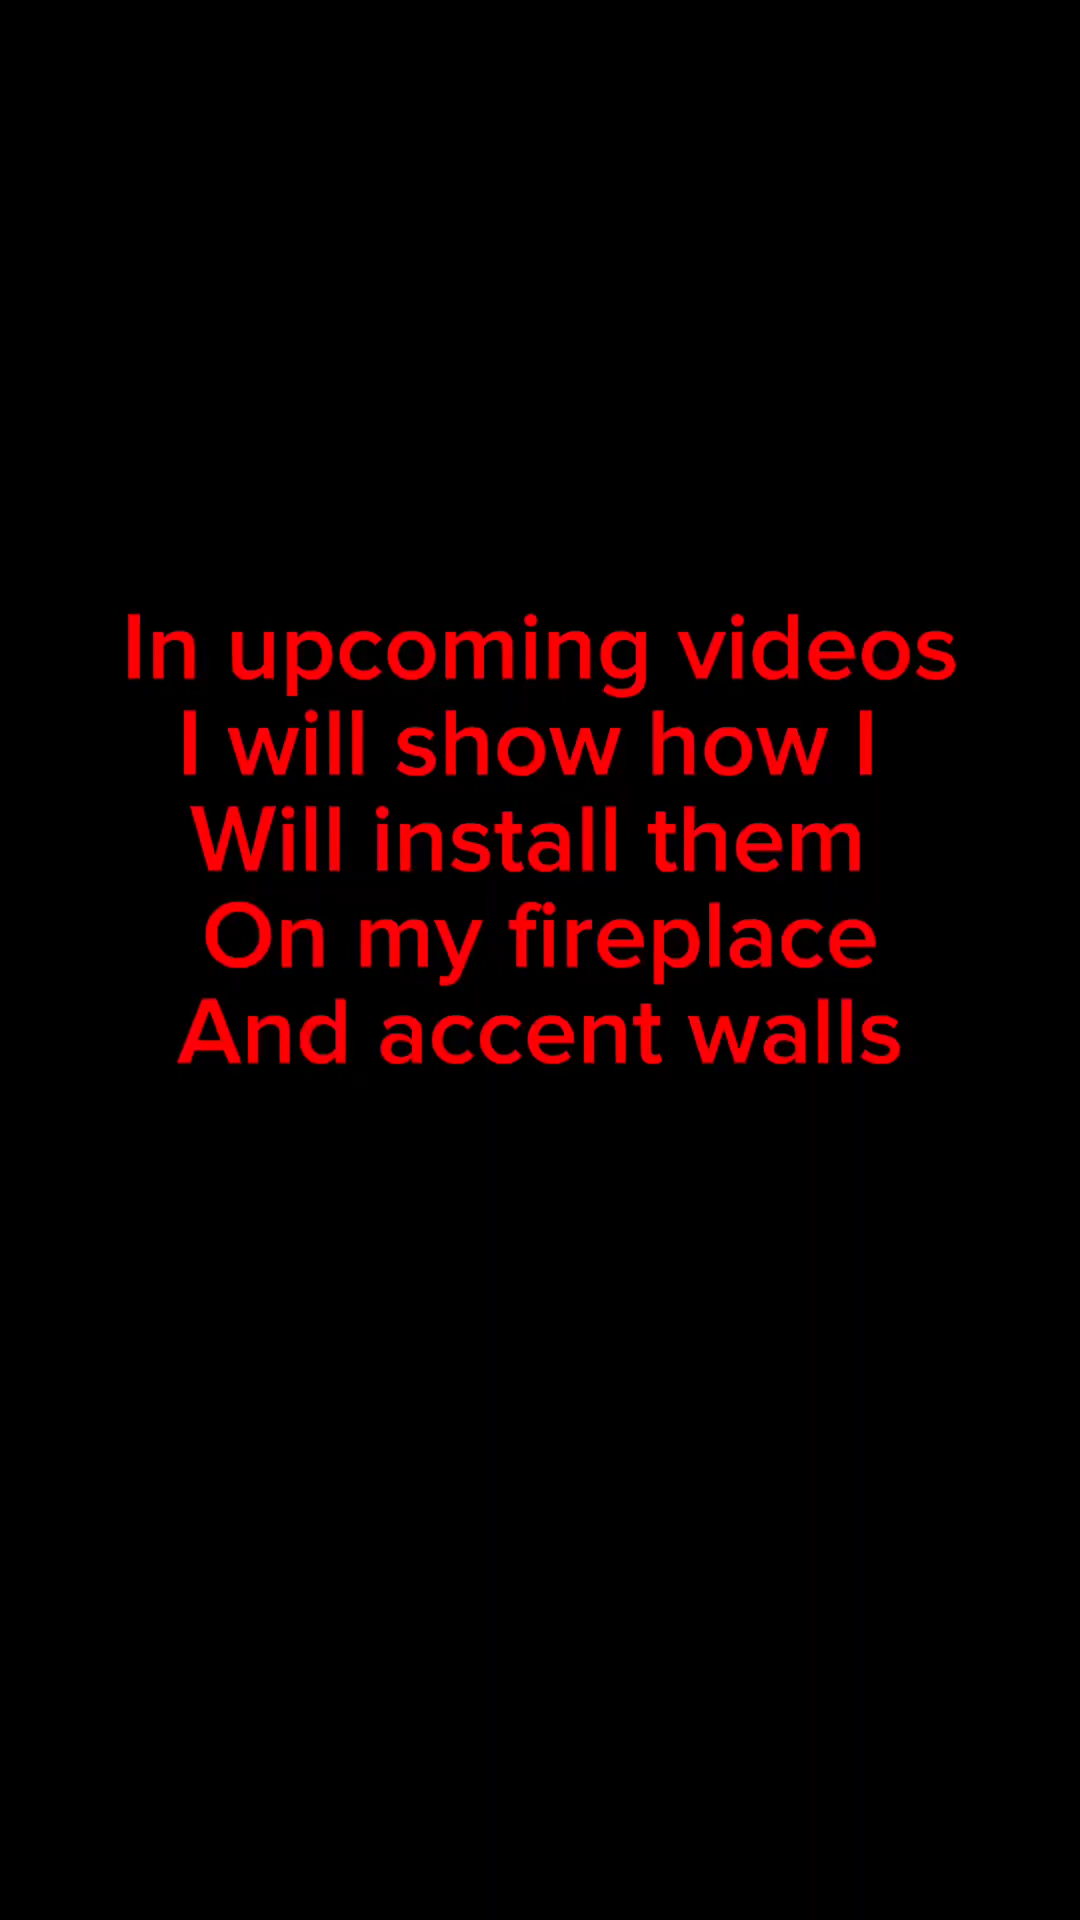 In upcoming videos
I will show how I
Will install them
On my fireplace
And accent walls